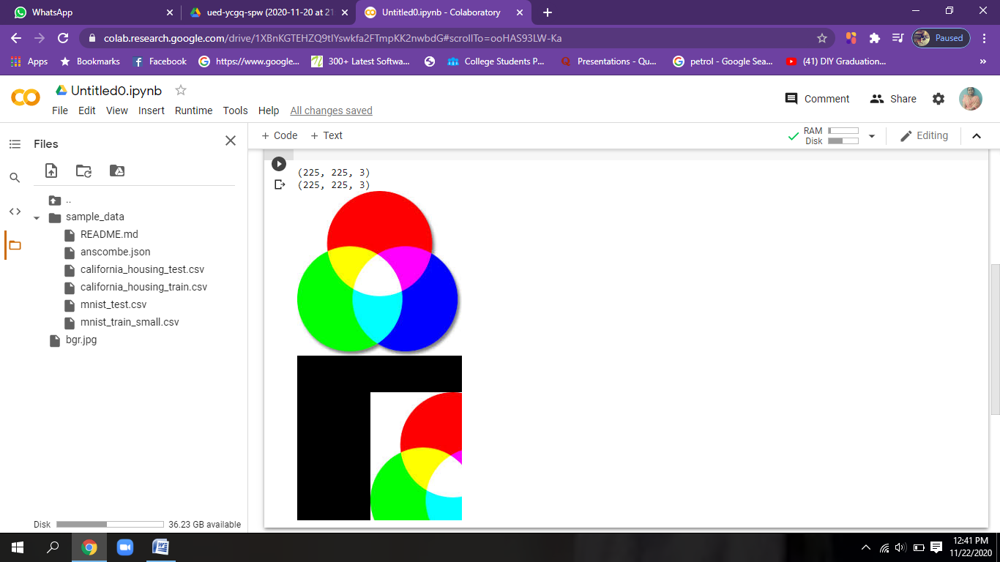 WhatsApp
ued-ycgq-spw (2020-11-20 at 21
Untitled0.ipynb - Colaboratory
colab.research.google.com/drive/1XBnKGTEHZQ9tIYswkfa2FTmpKK2nwbdG#scrollTo=ooHAS93LW-Ka
Paused
Apps
Bookmarks
Facebook
https://www.google...
300+ Latest Softwa...
College Students P...
Presentations - Qu...
petrol - Google Sea...
(41) DIY Graduation...
»
Untitled0.ipynb
Comment
Share
File Edit View Insert Runtime Tools Help All changes saved
Files
+ Code + Text
RAM
Disk
Editing
(225, 225, 3)
(225, 225, 3)
..
sample_data
README.md
anscombe.json
california_housing_test.csv
california_housing_train.csv
mnist_test.csv
mnist_train_small.csv
bgr.jpg
Disk 36.23 GB available
12:41 PM
11/22/2020